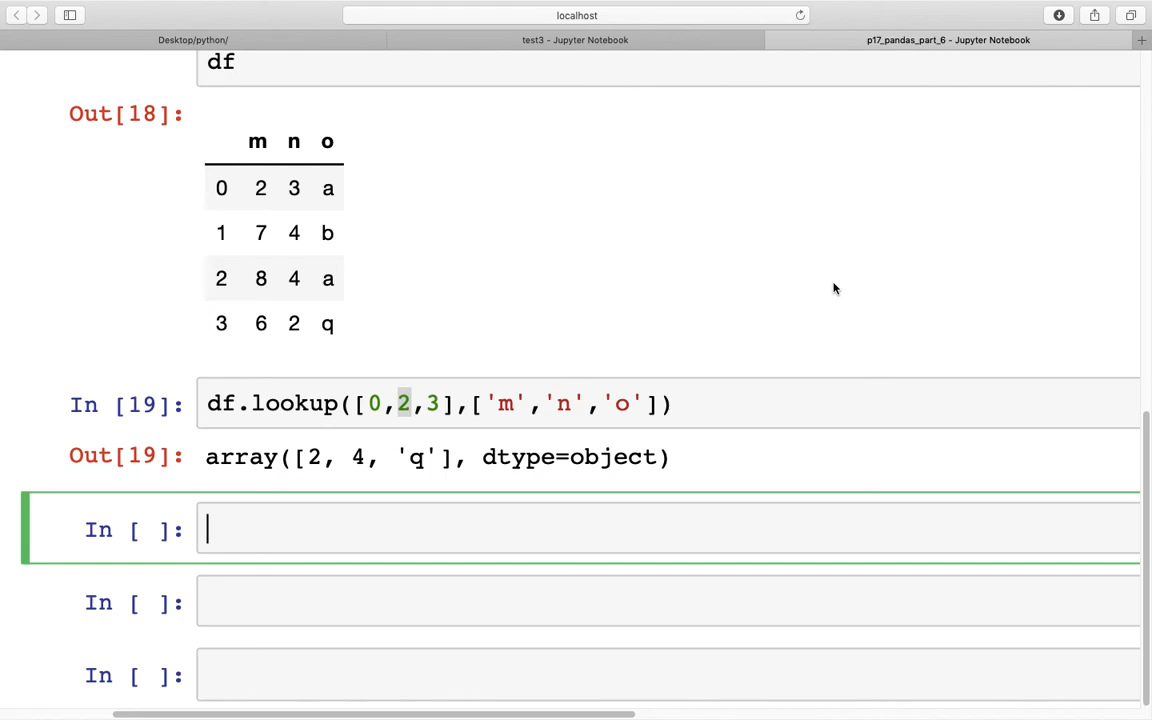 localhost
Desktop/python/
test3 - Jupyter Notebook
p17_pandas_part_6 - Jupyter Notebook
df
Out[18]:
m n o
0 2 3 a
1 7 4 b
2 8 4 a
3 6 2 q
In [19]: df.lookup([0,2,3],['m','n','o'])
Out[19]: array([2, 4, 'q'], dtype=object)
In [ ]:
In [ ]:
In [ ]: